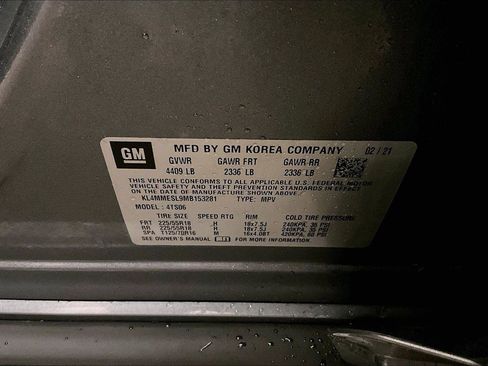 GM
MFD BY GM KOREA COMPANY 02/21
GVWR GAWR FRT GAWR-RR
4409 LB 2336 LB 2336 LB
THIS VEHICLE CONFORMS TO ALL APPLICABLE U.S. FEDERAL MOTOR
VEHICLE SAFETY AND THEFT PREVENTION STANDARDS IN EFFECT
ON THE DATE OF MANUFACTURE SHOWN ABOVE.
KL4MMESL9MB153281 TYPE: MPV
MODEL: 4TS06
TIRE SIZE SPEED RTG RIM COLD TIRE PRESSURE
FRT 225/55R18 H 18x7.5J 240KPA, 35 PSI
RR 225/55R18 H 18x7.5J 240KPA, 35 PSI
SPA T125/70R16 M 16x4.0BT 420KPA, 60 PSI
SEE OWNER'S MANUAL FOR MORE INFORMATION.